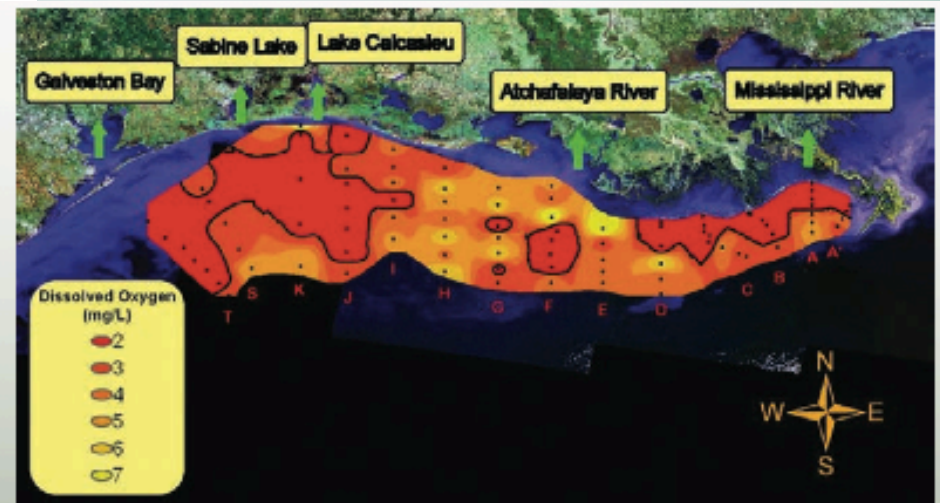 Sabine Lake
Lake Calcasieu
Galveston Bay
Atchafalaya River
Mississippi River
T
S
K
J
I
H
G
F
E
D
C
B
A
A'
Dissolved Oxygen
(mg/L)
2
3
4
5
6
7
N
W
E
S